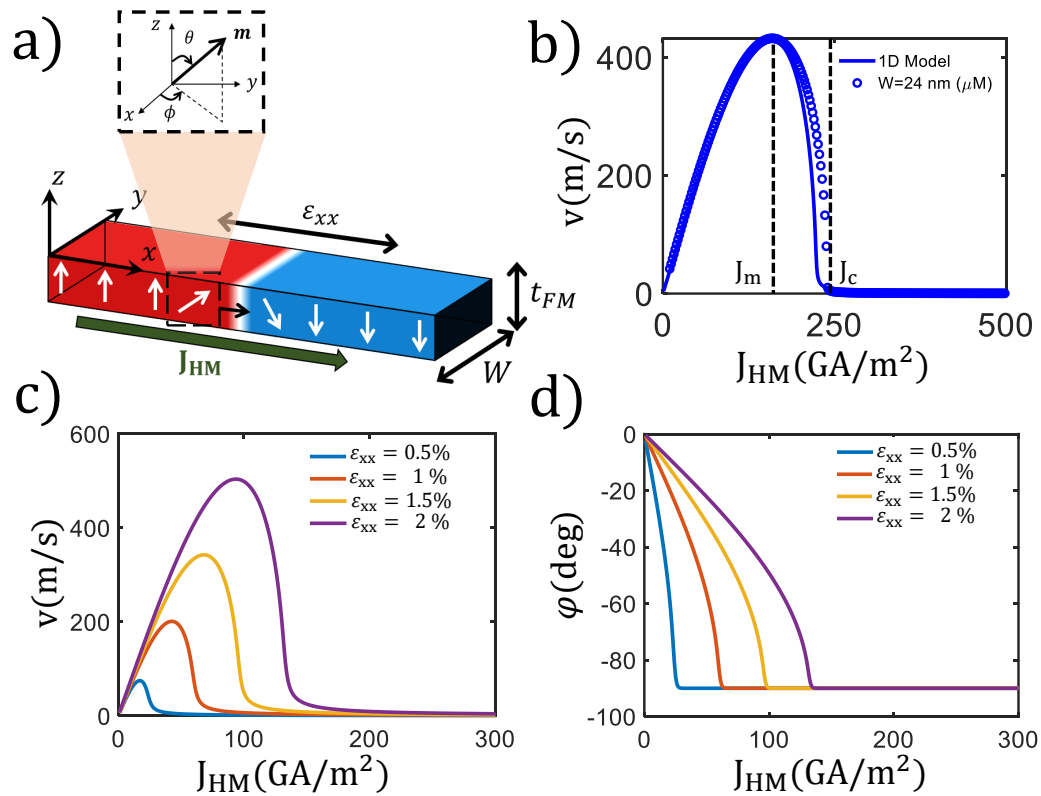 a)
z
θ
m
y
x
ϕ
z
y
x
ε_xx
t_FM
W
J_HM
b)
v(m/s)
400
200
0
1D Model
W=24 nm (μM)
J_m
J_c
0
250
500
J_HM(GA/m²)
c)
v(m/s)
600
400
200
0
ε_xx = 0.5%
ε_xx = 1 %
ε_xx = 1.5%
ε_xx = 2 %
0
100
200
300
J_HM(GA/m²)
d)
φ(deg)
0
-20
-40
-60
-80
-100
ε_xx = 0.5%
ε_xx = 1 %
ε_xx = 1.5%
ε_xx = 2 %
0
100
200
300
J_HM(GA/m²)